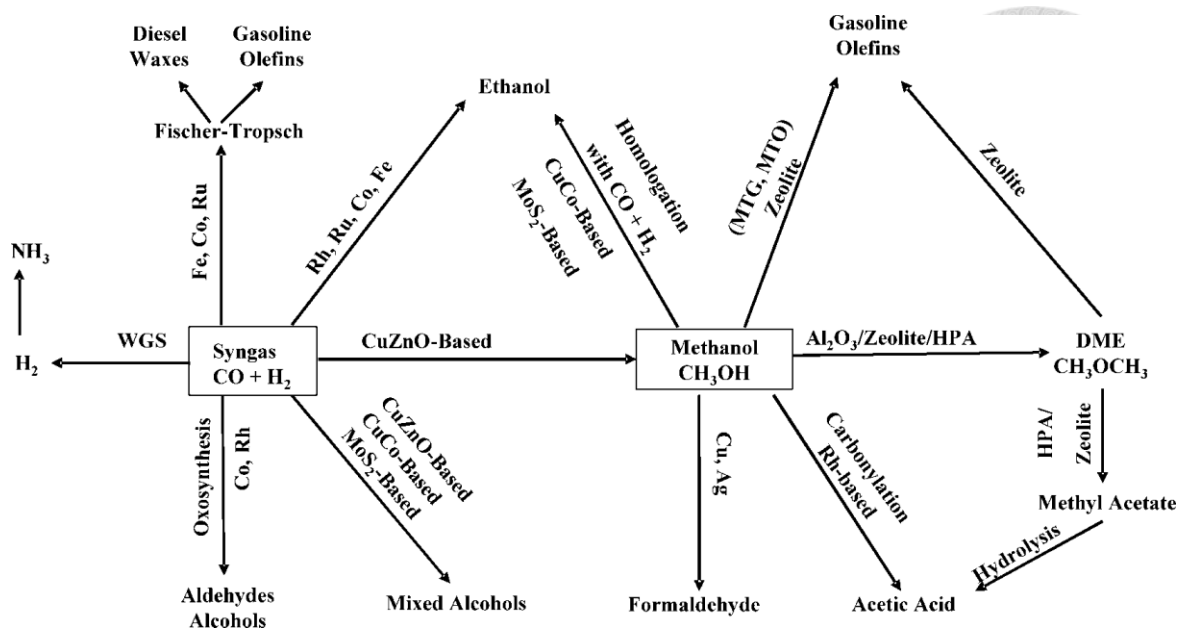 Diesel
Waxes
Gasoline
Olefins
Fischer-Tropsch
Fe, Co, Ru
Ethanol
Rh, Ru, Co, Fe
Homologation
with CO + H₂
CuCo-Based
MoS₂-Based
Gasoline
Olefins
(MTG, MTO)
Zeolite
Zeolite
NH₃
H₂
WGS
Syngas
CO + H₂
CuZnO-Based
Methanol
CH₃OH
Al₂O₃/Zeolite/HPA
DME
CH₃OCH₃
Oxosynthesis
Co, Rh
CuZnO-Based
CuCo-Based
MoS₂-Based
Cu, Ag
Carbonylation
Rh-based
HPA/
Zeolite
Methyl Acetate
Hydrolysis
Aldehydes
Alcohols
Mixed Alcohols
Formaldehyde
Acetic Acid